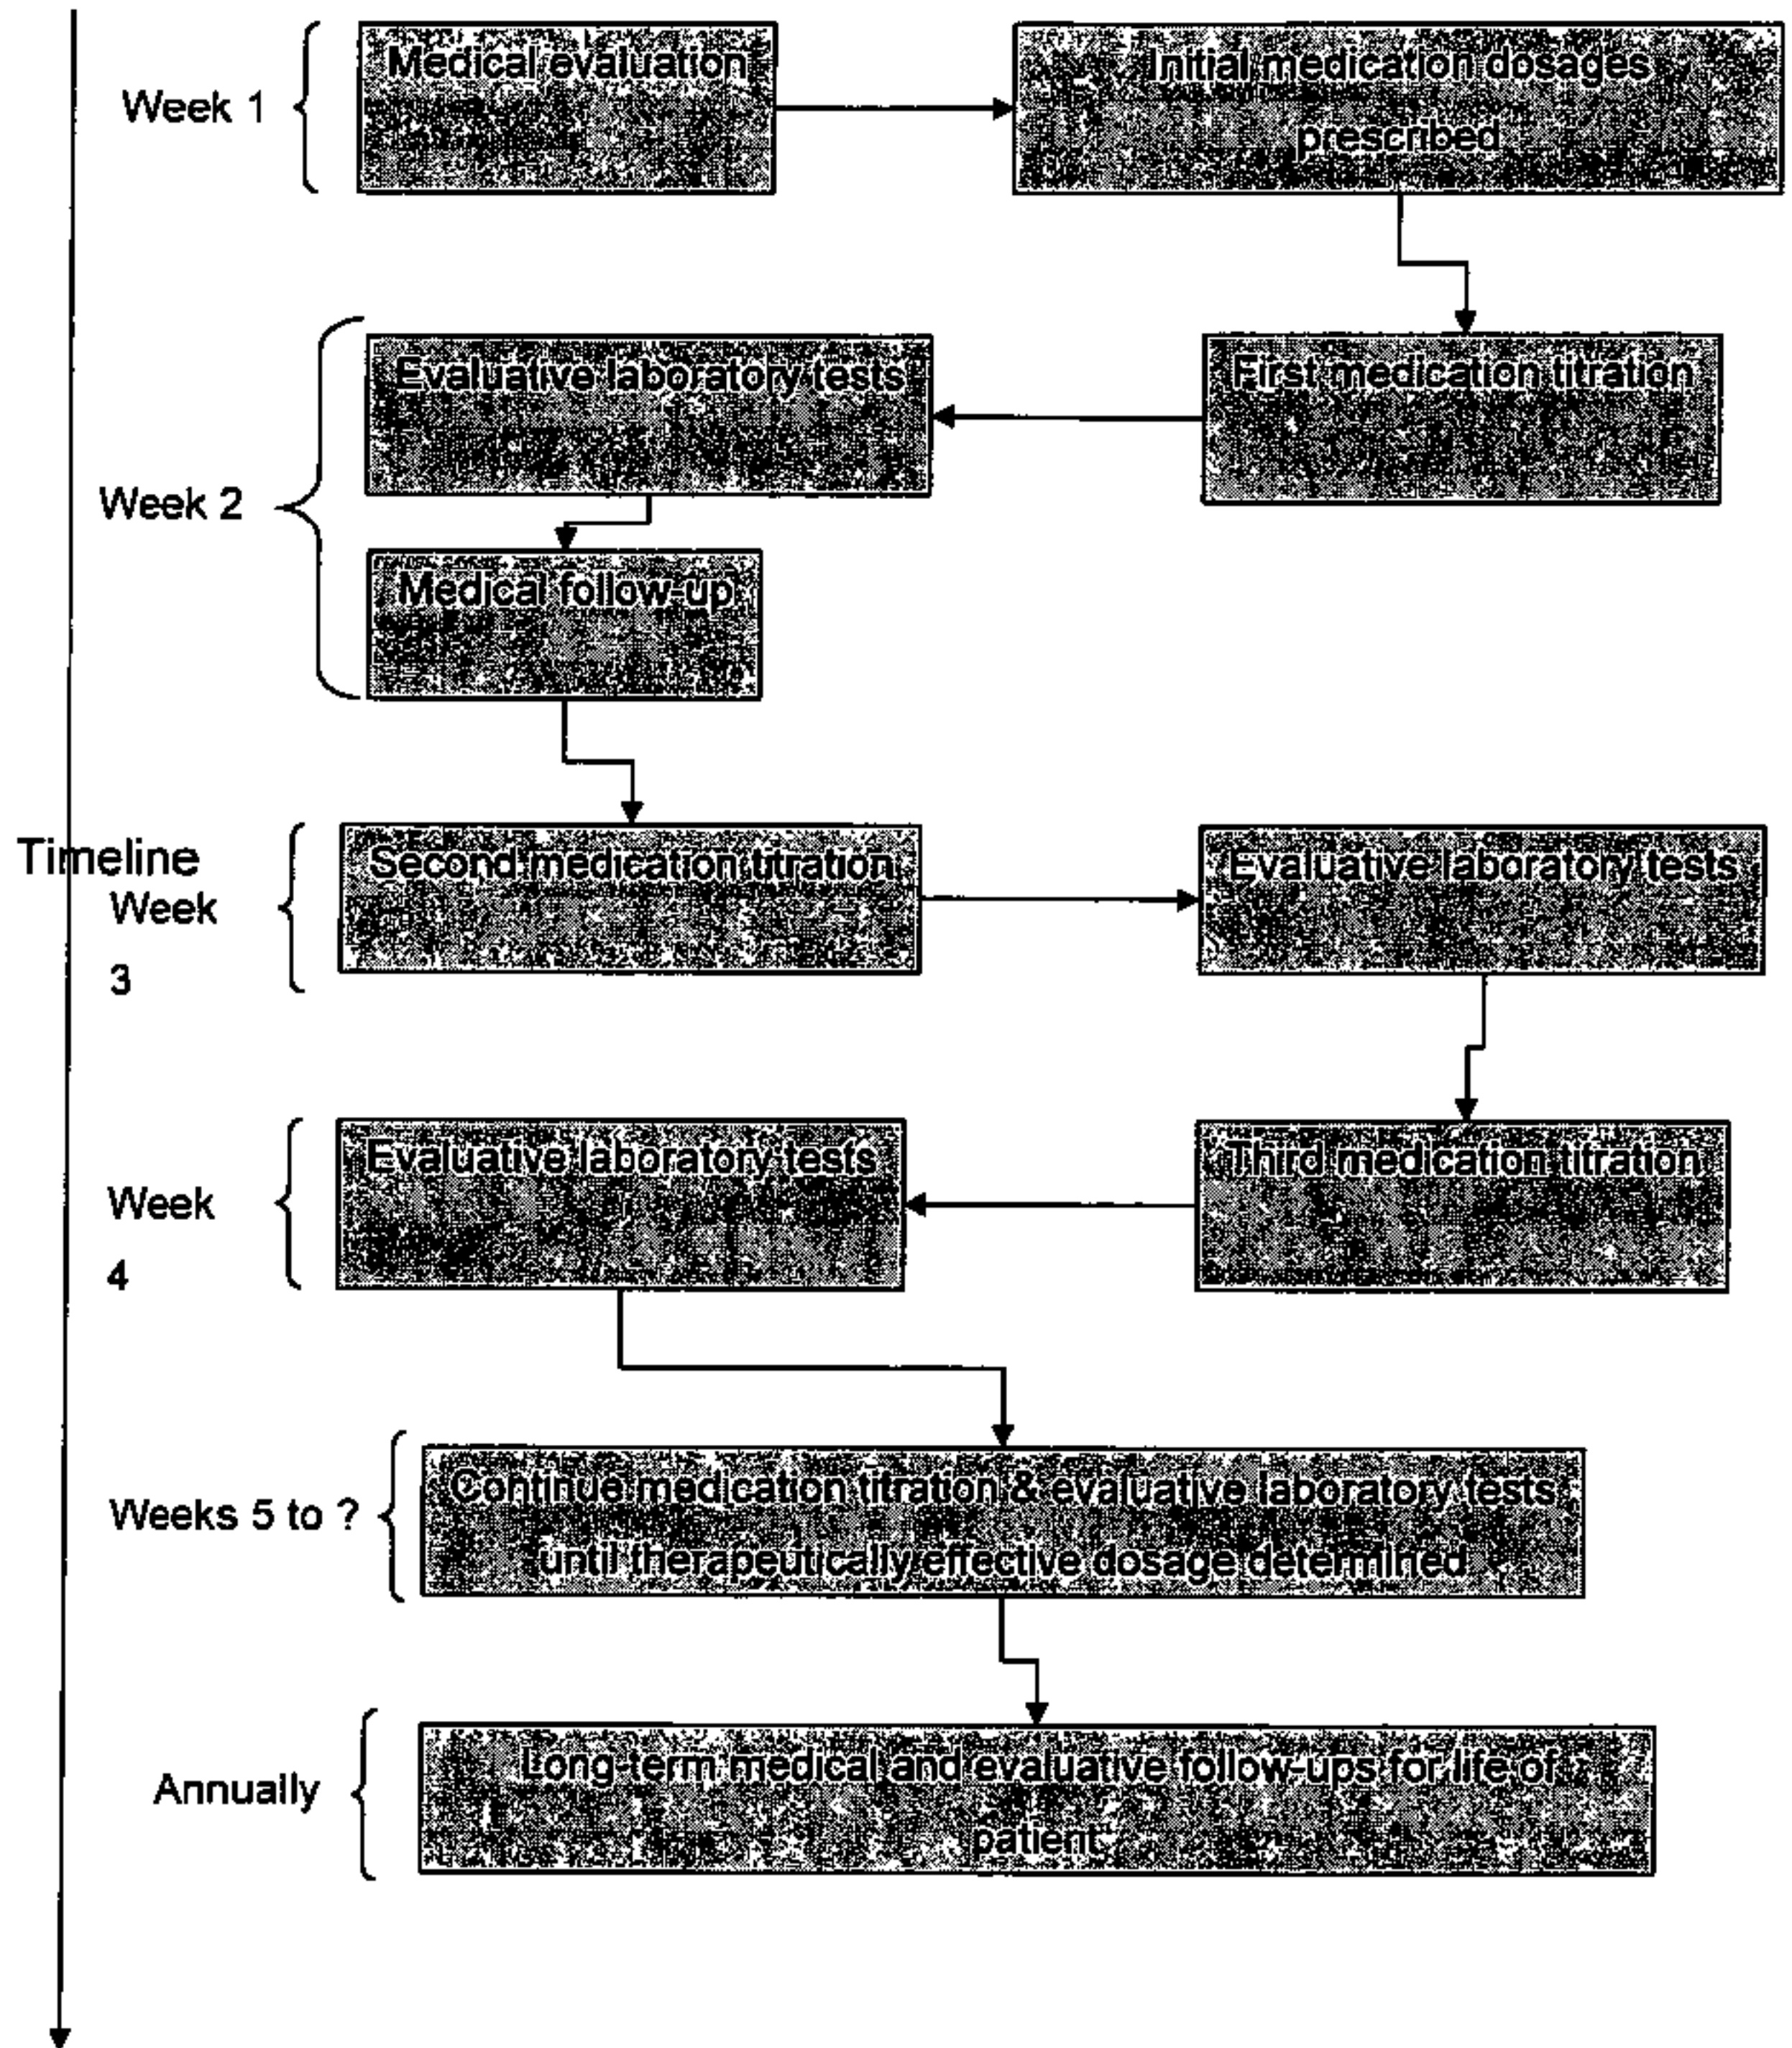 Week 1
Medical evaluation
Initial medication dosages
prescribed
First medication titration
Week 2
Evaluative laboratory tests
Medical follow-up
Timeline
Week
3
Second medication titration
Evaluative laboratory tests
Third medication titration
Week
4
Evaluative laboratory tests
Weeks 5 to ?
Continue medication titration & evaluative laboratory tests
until therapeutically effective dosage determined
Annually
Long-term medical and evaluative follow-ups for life of
patient